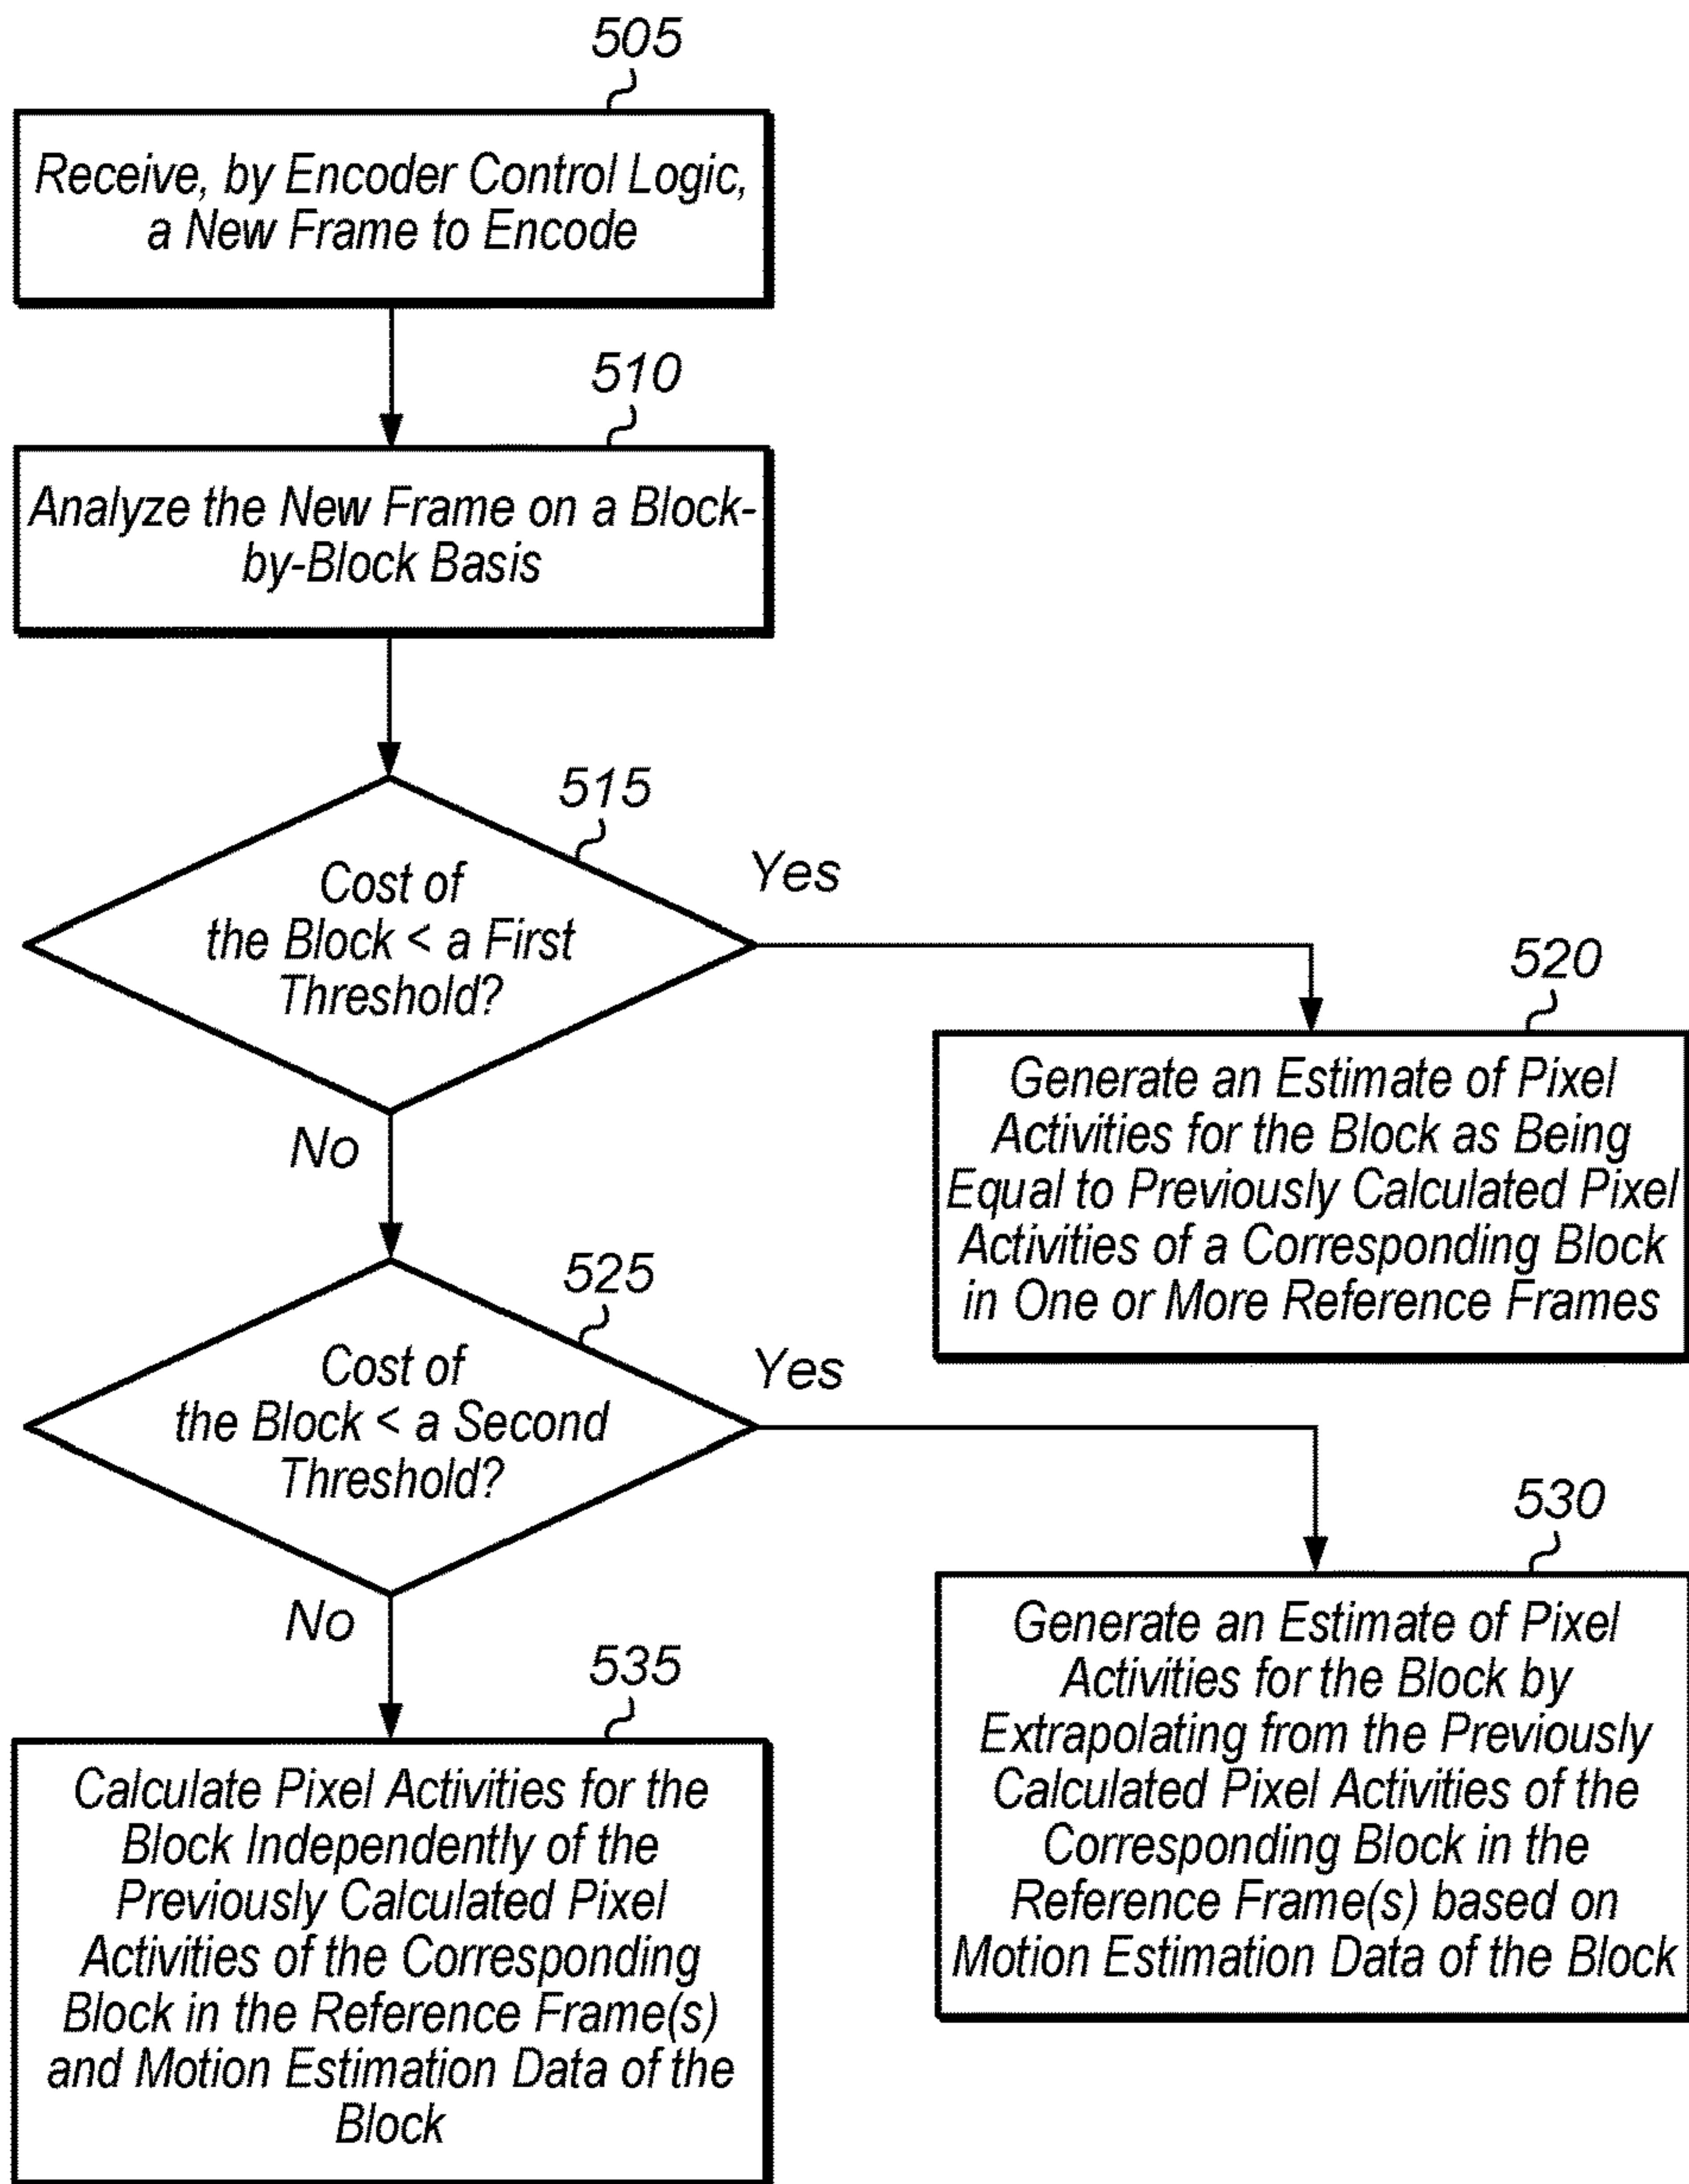 505
Receive, by Encoder Control Logic,
a New Frame to Encode
510
Analyze the New Frame on a Block-
by-Block Basis
515
Cost of
the Block < a First
Threshold?
Yes
No
520
Generate an Estimate of Pixel
Activities for the Block as Being
Equal to Previously Calculated Pixel
Activities of a Corresponding Block
in One or More Reference Frames
525
Cost of
the Block < a Second
Threshold?
Yes
No
530
Generate an Estimate of Pixel
Activities for the Block by
Extrapolating from the Previously
Calculated Pixel Activities of the
Corresponding Block in the
Reference Frame(s) based on
Motion Estimation Data of the Block
535
Calculate Pixel Activities for the
Block Independently of the
Previously Calculated Pixel
Activities of the Corresponding
Block in the Reference Frame(s)
and Motion Estimation Data of the
Block